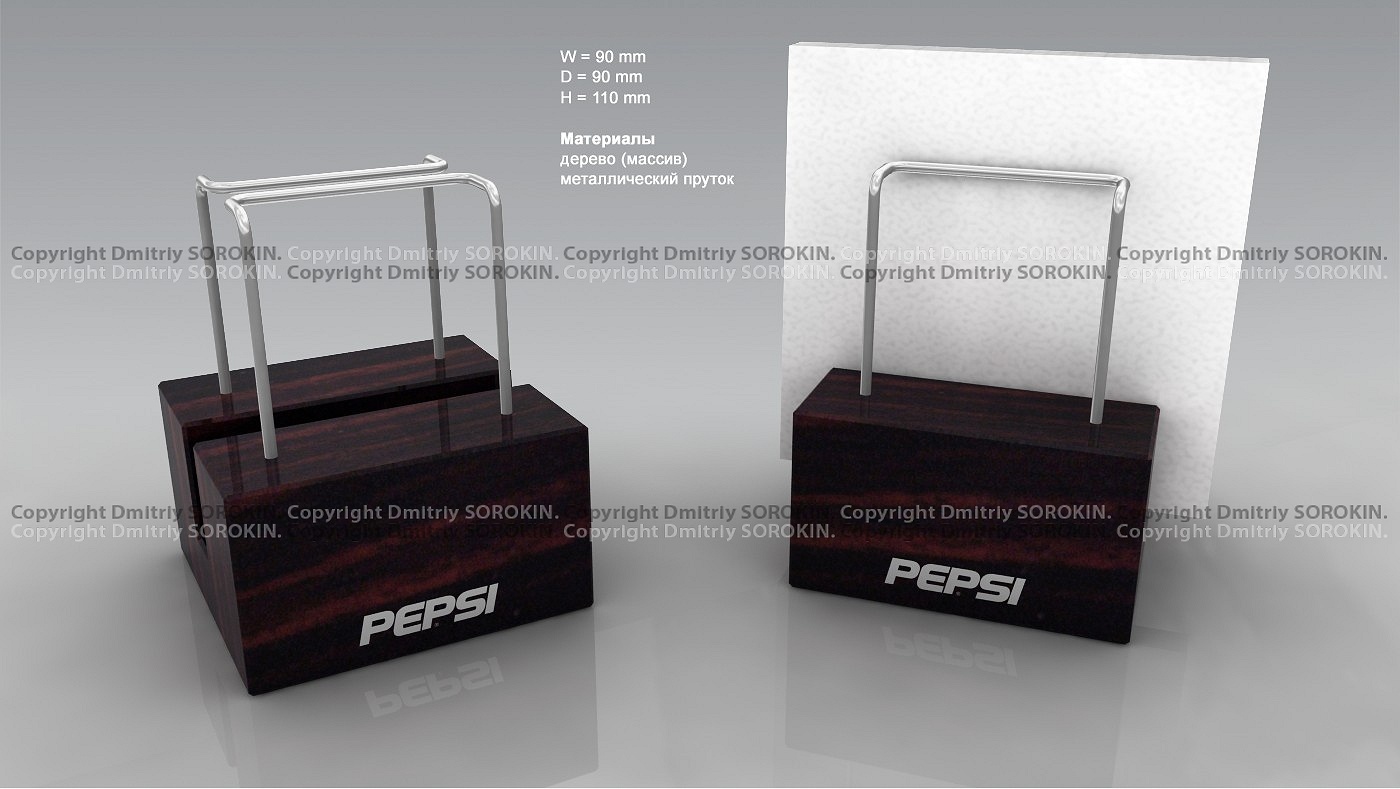 W = 90 mm
D = 90 mm
H = 110 mm
Материалы
дерево (массив)
металлический пруток
Copyright Dmitriy SOROKIN. Copyright Dmitriy SOROKIN. Copyright Dmitriy SOROKIN. Copyright Dmitriy SOROKIN. Copyright Dmitriy SOROKIN.
Copyright Dmitriy SOROKIN. Copyright Dmitriy SOROKIN. Copyright Dmitriy SOROKIN. Copyright Dmitriy SOROKIN. Copyright Dmitriy SOROKIN.
Copyright Dmitriy SOROKIN. Copyright Dmitriy SOROKIN. Copyright Dmitriy SOROKIN. Copyright Dmitriy SOROKIN. Copyright Dmitriy SOROKIN.
Copyright Dmitriy SOROKIN. Copyright Dmitriy SOROKIN. Copyright Dmitriy SOROKIN. Copyright Dmitriy SOROKIN. Copyright Dmitriy SOROKIN.
PEPSI
PEPSI